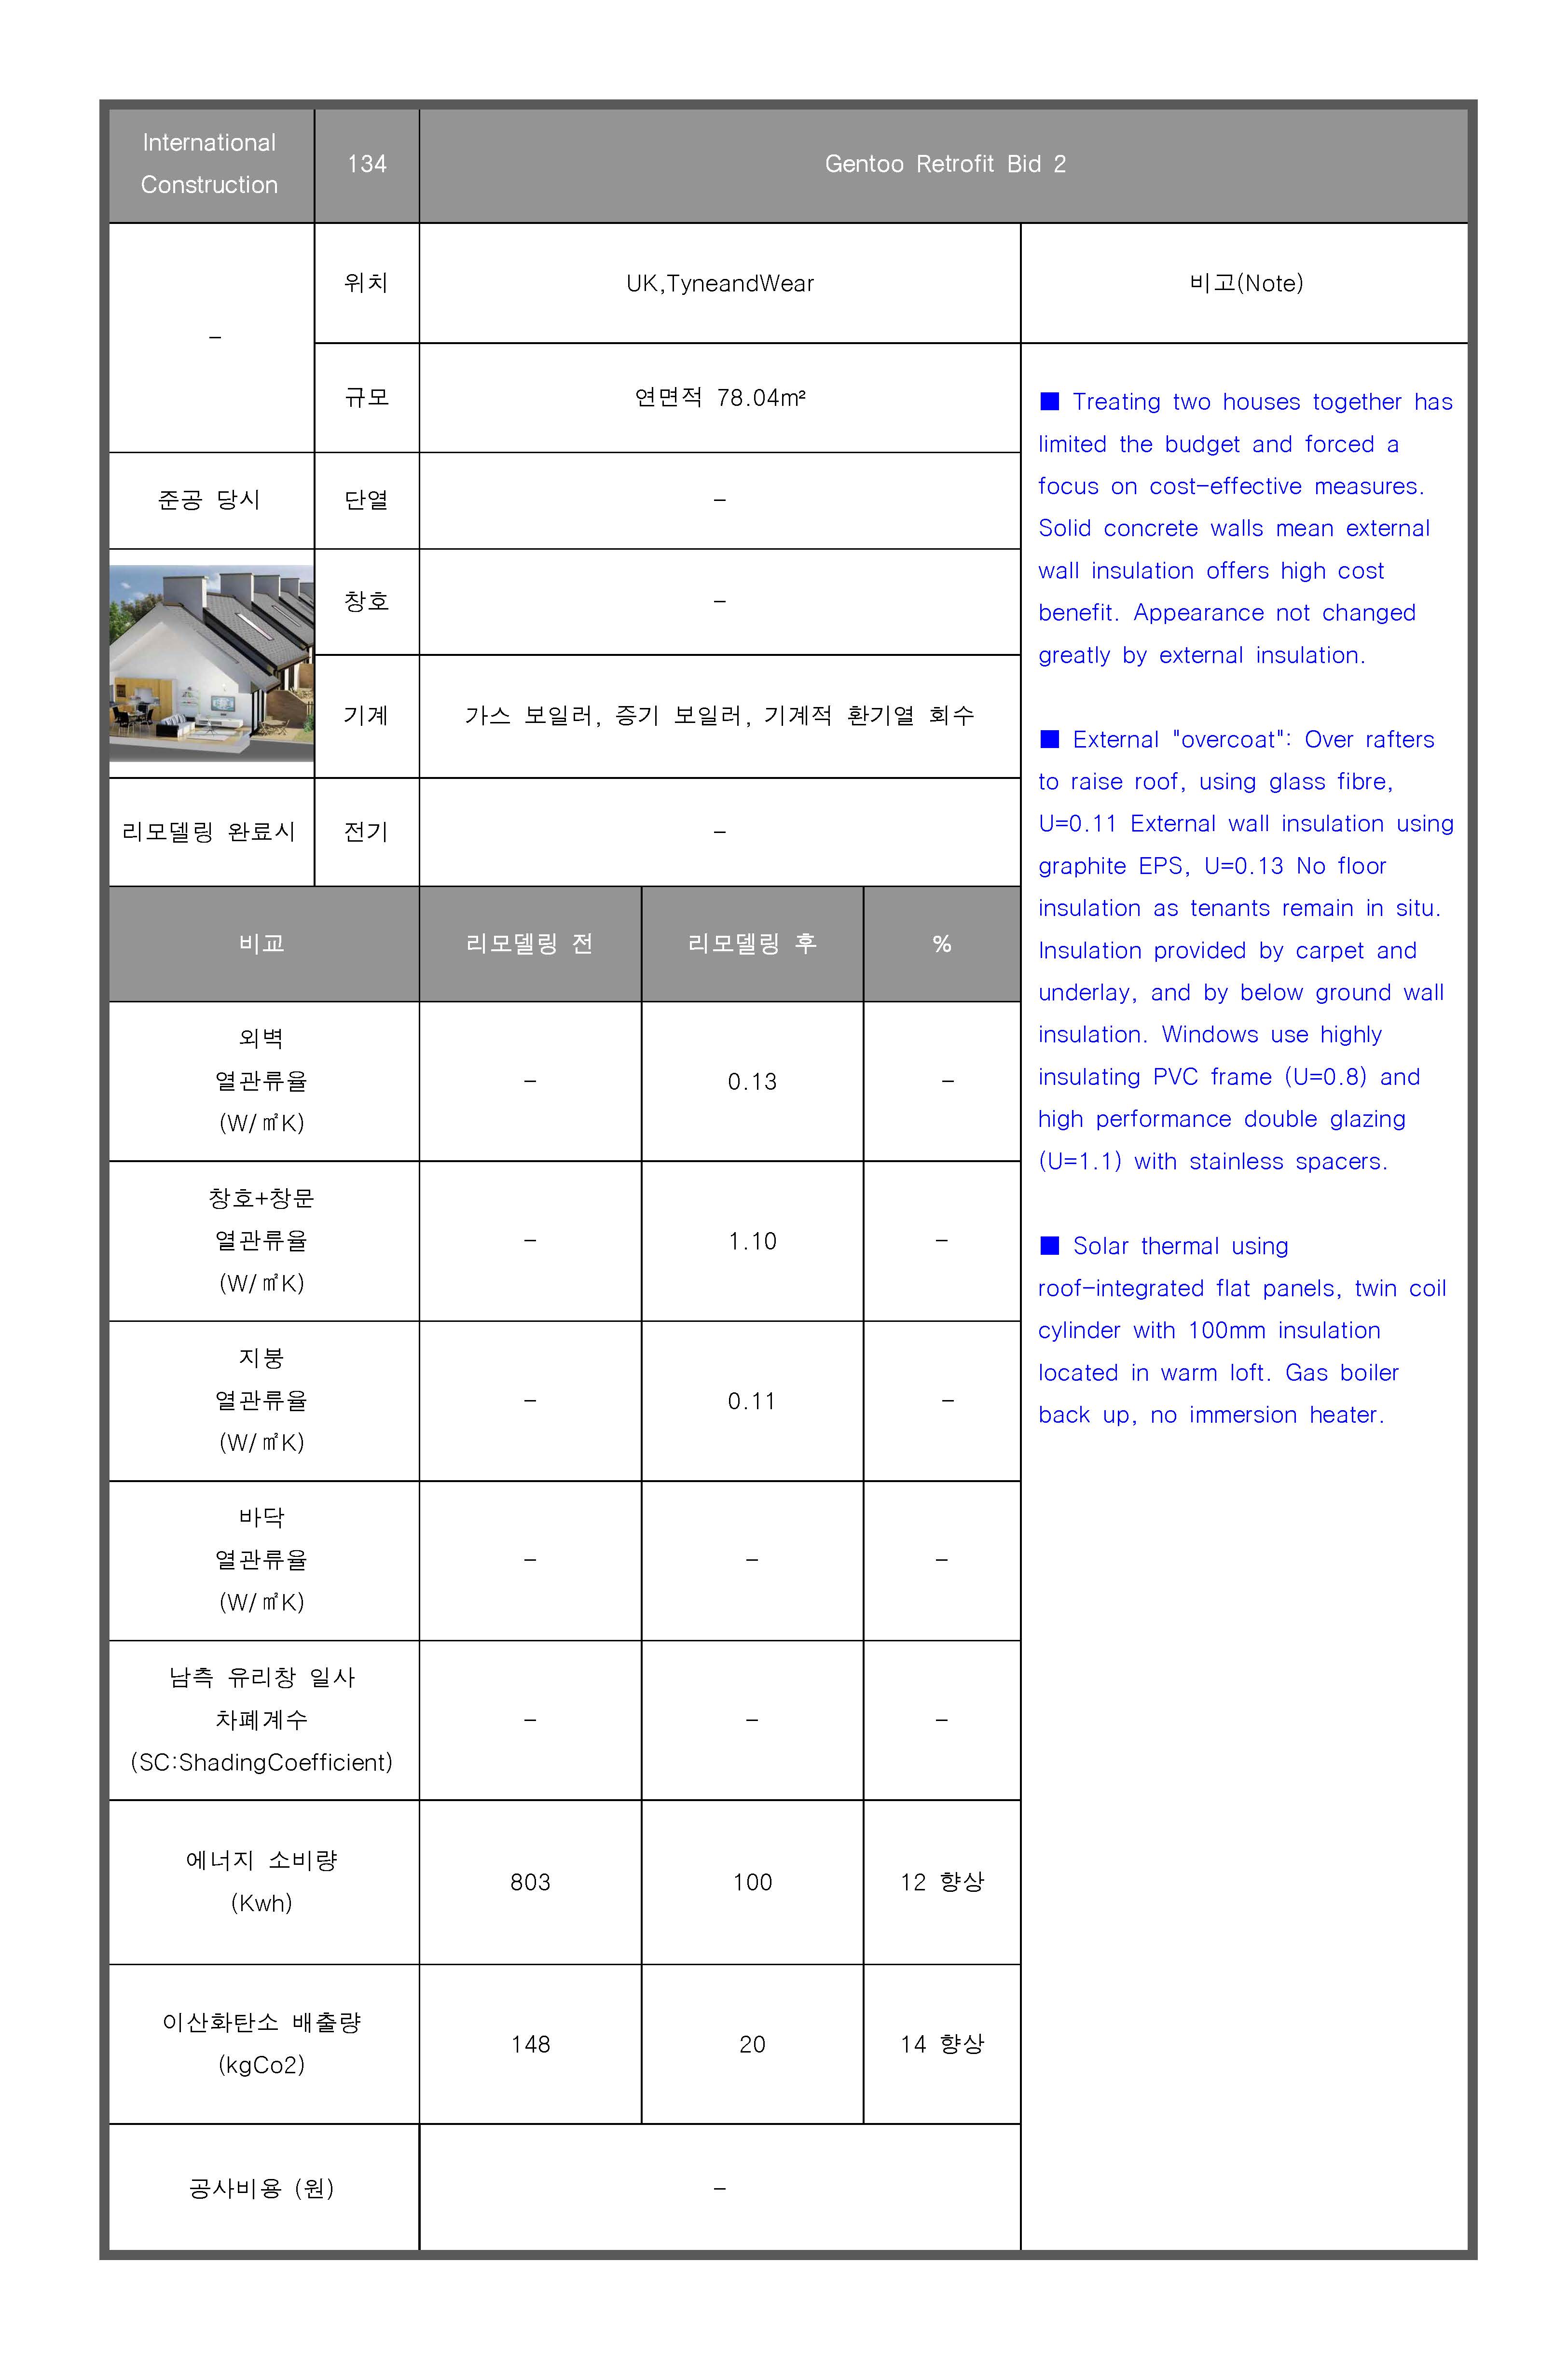 International
Construction
134
Gentoo Retrofit Bid 2
-
위치
UK,TyneandWear
비고(Note)
규모
연면적 78.04m²
준공 당시
단열
-
창호
-
기계
가스 보일러, 증기 보일러, 기계적 환기열 회수
리모델링 완료시
전기
-
비교
리모델링 전
리모델링 후
%
외벽
열관류율
(W/㎡K)
-
0.13
-
창호+창문
열관류율
(W/㎡K)
-
1.10
-
지붕
열관류율
(W/㎡K)
-
0.11
-
바닥
열관류율
(W/㎡K)
-
-
-
남측 유리창 일사
차폐계수
(SC:ShadingCoefficient)
-
-
-
에너지 소비량
(Kwh)
803
100
12 향상
이산화탄소 배출량
(kgCo2)
148
20
14 향상
공사비용 (원)
-
■ Treating two houses together has
limited the budget and forced a
focus on cost-effective measures.
Solid concrete walls mean external
wall insulation offers high cost
benefit. Appearance not changed
greatly by external insulation.
■ External "overcoat": Over rafters
to raise roof, using glass fibre,
U=0.11 External wall insulation using
graphite EPS, U=0.13 No floor
insulation as tenants remain in situ.
Insulation provided by carpet and
underlay, and by below ground wall
insulation. Windows use highly
insulating PVC frame (U=0.8) and
high performance double glazing
(U=1.1) with stainless spacers.
■ Solar thermal using
roof-integrated flat panels, twin coil
cylinder with 100mm insulation
located in warm loft. Gas boiler
back up, no immersion heater.